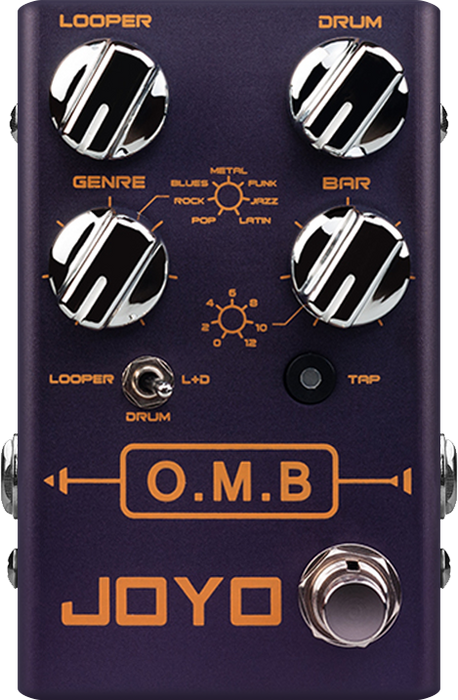 LOOPER DRUM
GENRE BAR
METAL
BLUES FUNK
ROCK JAZZ
POP LATIN
6
4 8
2 10
0 12
LOOPER L+D TAP
DRUM
O.M.B
JOYO